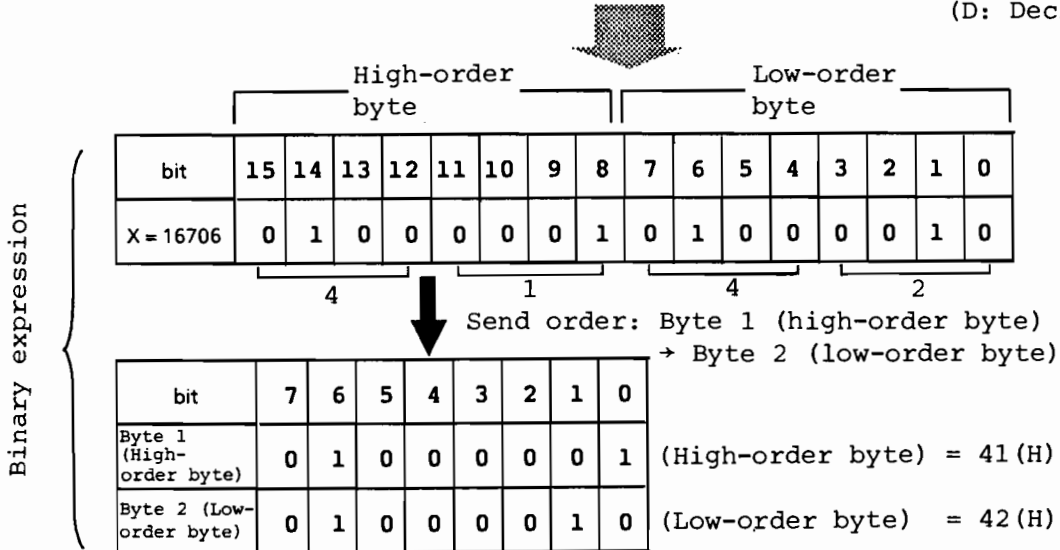 (D: Dec
High-order byte
Low-order byte
bit 15 14 13 12 11 10 9 8 7 6 5 4 3 2 1 0
X = 16706 0 1 0 0 0 0 0 1 0 1 0 0 0 0 1 0
4 1 4 2
Send order: Byte 1 (high-order byte)
→ Byte 2 (low-order byte)
Binary expression
bit 7 6 5 4 3 2 1 0
Byte 1 (High-order byte) 0 1 0 0 0 0 0 1 (High-order byte) = 41(H)
Byte 2 (Low-order byte) 0 1 0 0 0 0 1 0 (Low-order byte) = 42(H)